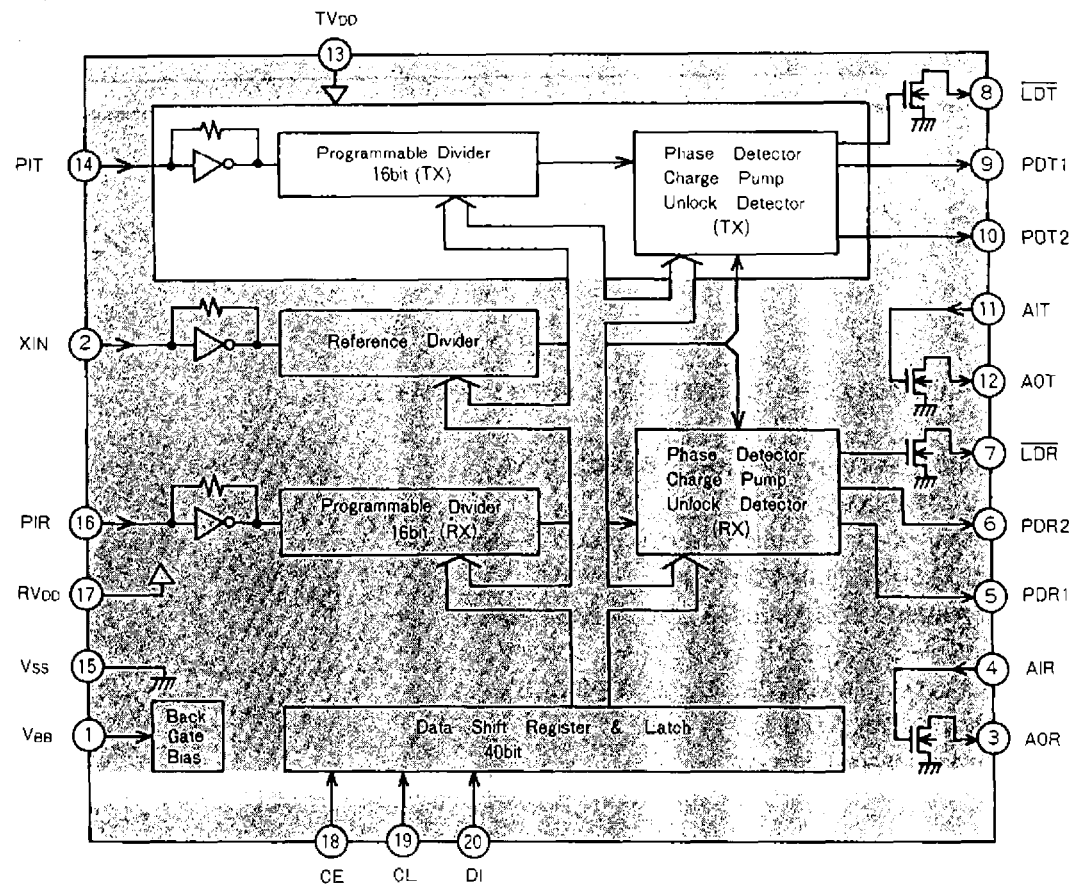 TVDD
13
8
LDT
PIT
14
Programmable Divider
16bit (TX)
Phase Detector
Charge Pump
Unlock Detector
(TX)
9
PDT1
10
PDT2
XIN
2
Reference Divider
11
AIT
12
AOT
7
LDR
PIR
16
Programmable Divider
16bit (RX)
Phase Detector
Charge Pump
Unlock Detector
(RX)
6
PDR2
RVDD
17
5
PDR1
VSS
15
4
AIR
VBB
1
Back
Gate
Bias
Data Shift Register & Latch
40bit
3
AOR
18
19
20
CE
CL
DI